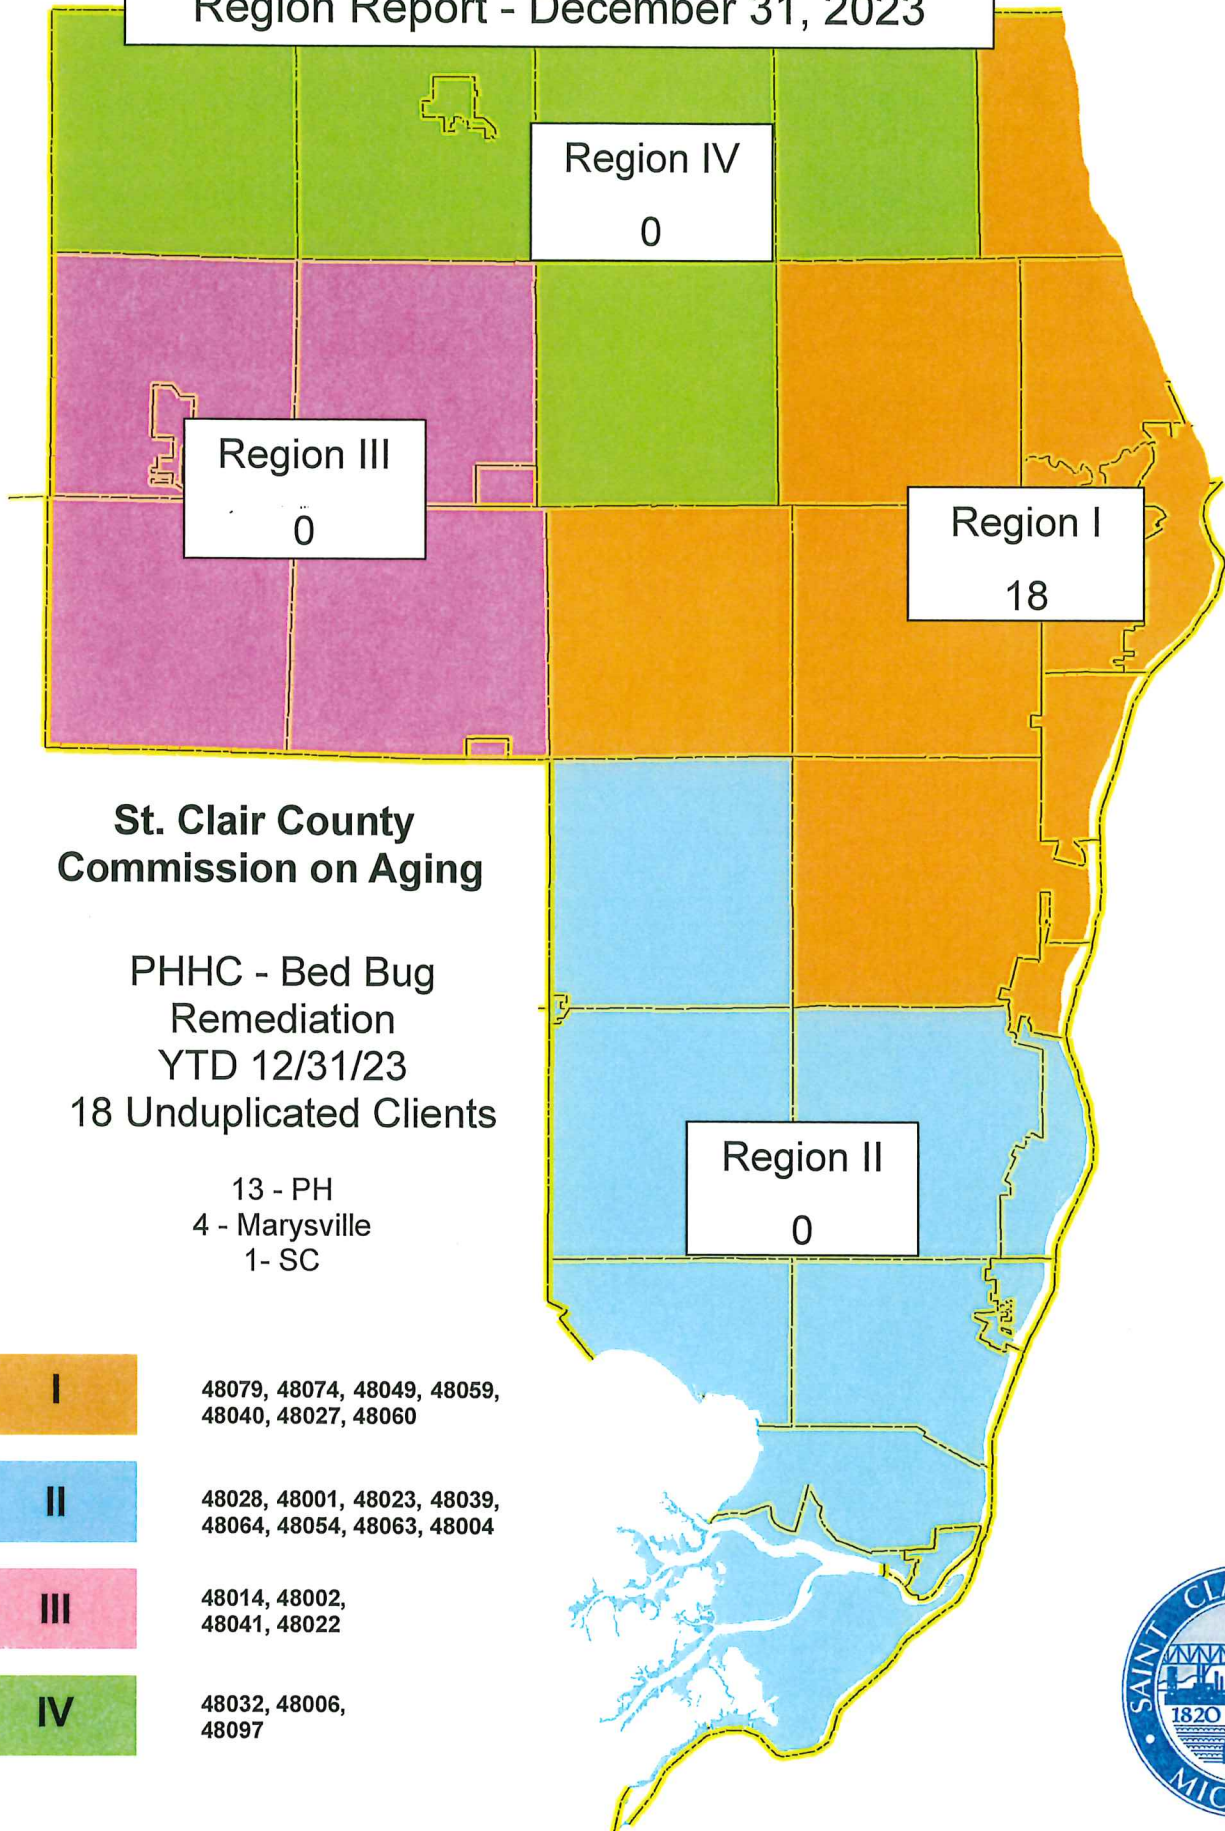 Region Report - December 31, 2023
Region IV
0
Region III
0
Region I
18
St. Clair County
Commission on Aging
PHHC - Bed Bug
Remediation
YTD 12/31/23
18 Unduplicated Clients
13 - PH
4 - Marysville
1- SC
Region II
0
I
48079, 48074, 48049, 48059,
48040, 48027, 48060
II
48028, 48001, 48023, 48039,
48064, 48054, 48063, 48004
III
48014, 48002,
48041, 48022
IV
48032, 48006,
48097
SAINT CLA
1820
MIC